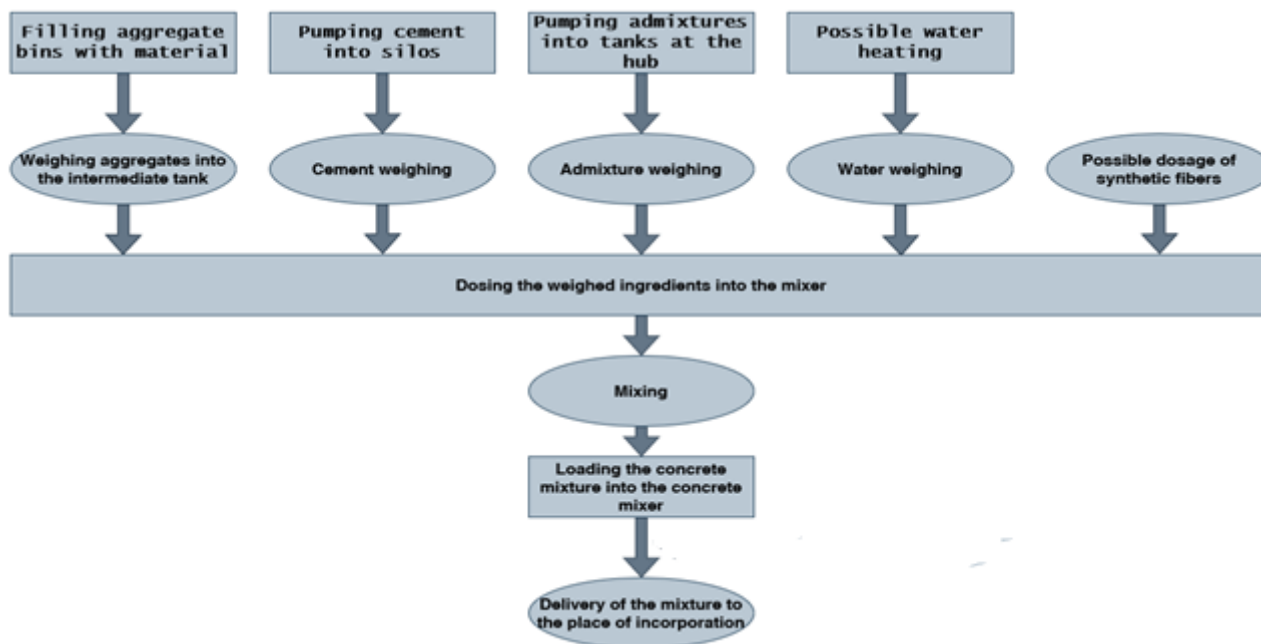 Filling aggregate
bins with material
Pumping cement
into silos
Pumping admixtures
into tanks at the
hub
Possible water
heating
Weighing aggregates into
the intermediate tank
Cement weighing
Admixture weighing
Water weighing
Possible dosage of
synthetic fibers
Dosing the weighed ingredients into the mixer
Mixing
Loading the concrete
mixture into the concrete
mixer
Delivery of the mixture to
the place of incorporation